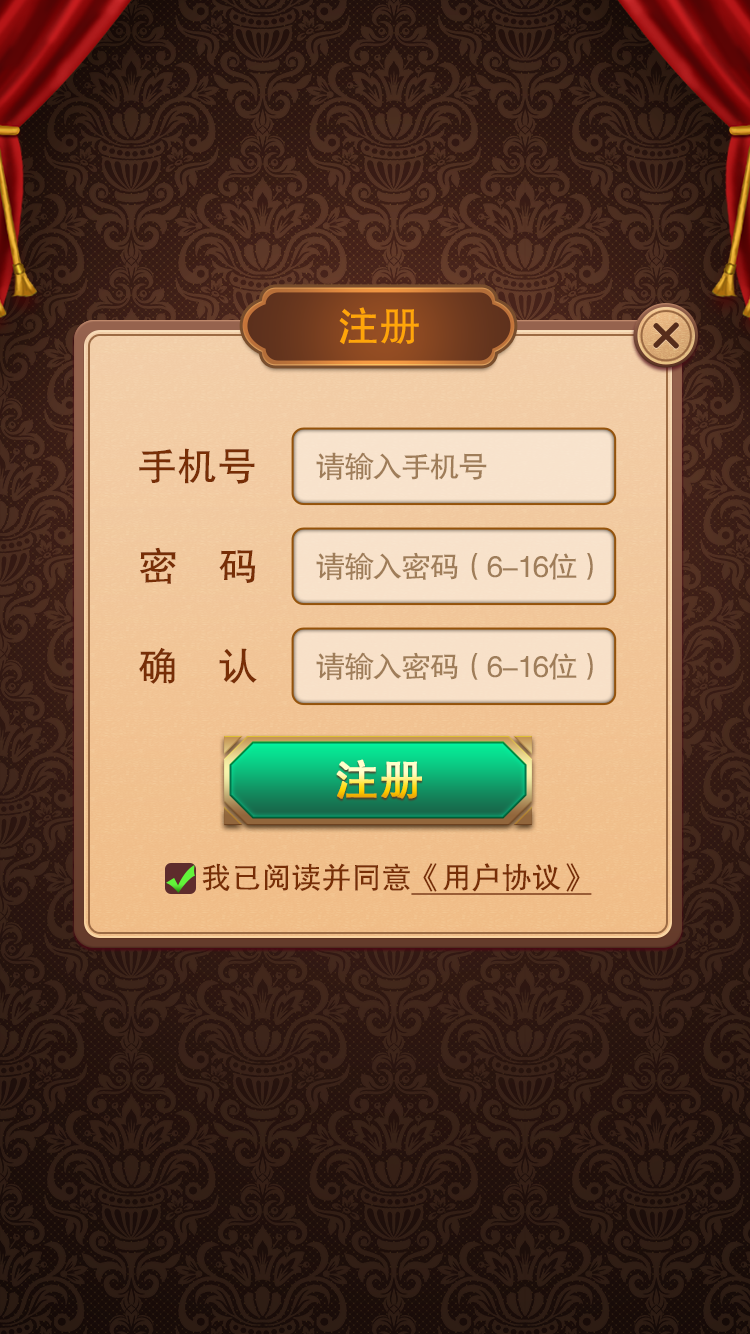 注册
手机号 请输入手机号
密 码 请输入密码（6-16位）
确 认 请输入密码（6-16位）
注册
我已阅读并同意《用户协议》